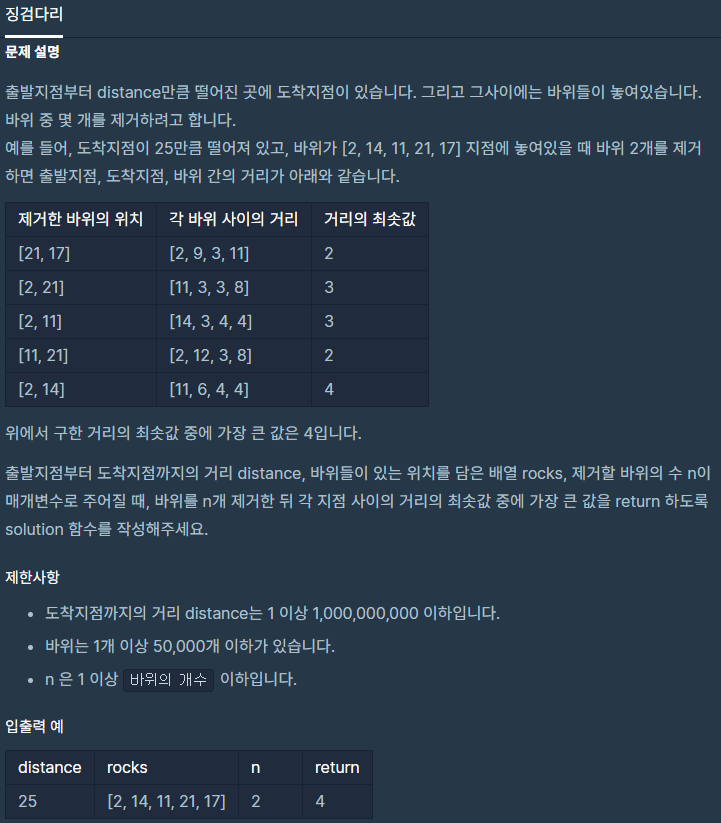 징검다리
문제 설명
출발지점부터 distance만큼 떨어진 곳에 도착지점이 있습니다. 그리고 그사이에는 바위들이 놓여있습니다.
바위 중 몇 개를 제거하려고 합니다.
예를 들어, 도착지점이 25만큼 떨어져 있고, 바위가 [2, 14, 11, 21, 17] 지점에 놓여있을 때 바위 2개를 제거
하면 출발지점, 도착지점, 바위 간의 거리가 아래와 같습니다.
제거한 바위의 위치 각 바위 사이의 거리 거리의 최솟값
[21, 17] [2, 9, 3, 11] 2
[2, 21] [11, 3, 3, 8] 3
[2, 11] [14, 3, 4, 4] 3
[11, 21] [2, 12, 3, 8] 2
[2, 14] [11, 6, 4, 4] 4
위에서 구한 거리의 최솟값 중에 가장 큰 값은 4입니다.
출발지점부터 도착지점까지의 거리 distance, 바위들이 있는 위치를 담은 배열 rocks, 제거할 바위의 수 n이
매개변수로 주어질 때, 바위를 n개 제거한 뒤 각 지점 사이의 거리의 최솟값 중에 가장 큰 값을 return 하도록
solution 함수를 작성해주세요.
제한사항
• 도착지점까지의 거리 distance는 1 이상 1,000,000,000 이하입니다.
• 바위는 1개 이상 50,000개 이하가 있습니다.
• n 은 1 이상 바위의 개수 이하입니다.
입출력 예
distance rocks n return
25 [2, 14, 11, 21, 17] 2 4